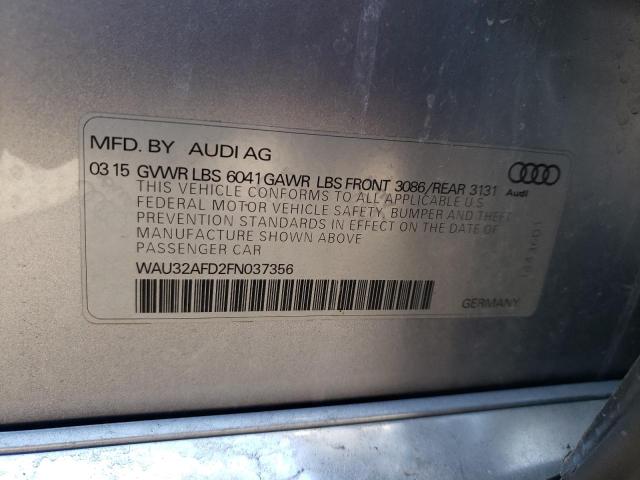 MFD. BY AUDI AG
03 15 GVWR LBS 6041 GAWR LBS FRONT 3086/REAR 3131
THIS VEHICLE CONFORMS TO ALL APPLICABLE U.S
FEDERAL MOTOR VEHICLE SAFETY, BUMPER AND THEFT
PREVENTION STANDARDS IN EFFECT ON THE DATE OF
MANUFACTURE SHOWN ABOVE
PASSENGER CAR
WAU32AFD2FN037356
Audi
GERMANY